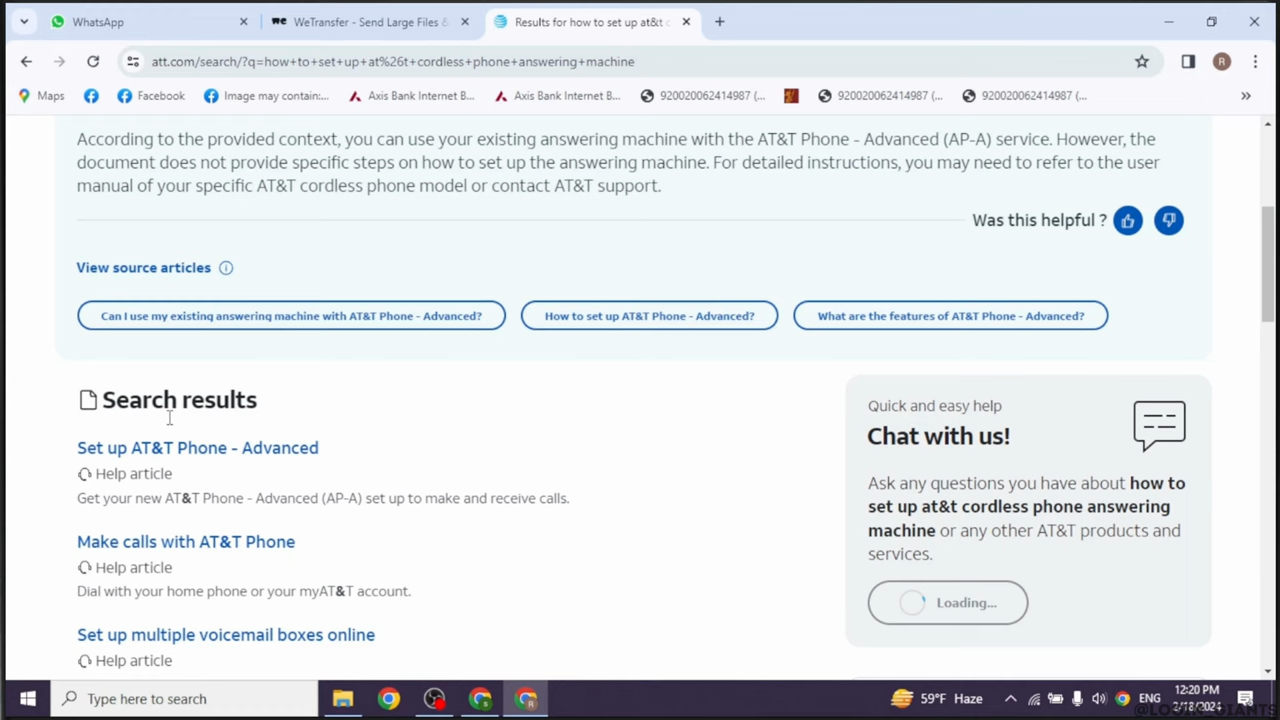 WhatsApp
WeTransfer - Send Large Files &
Results for how to set up at&t c
att.com/search/?q=how+to+set+up+at%26t+cordless+phone+answering+machine
R
Maps
Facebook
Image may contain:...
Axis Bank Internet B...
Axis Bank Internet B...
920020062414987 (...
920020062414987 (...
920020062414987 (...
»
According to the provided context, you can use your existing answering machine with the AT&T Phone - Advanced (AP-A) service. However, the
document does not provide specific steps on how to set up the answering machine. For detailed instructions, you may need to refer to the user
manual of your specific AT&T cordless phone model or contact AT&T support.
Was this helpful ?
View source articles
Can I use my existing answering machine with AT&T Phone - Advanced?
How to set up AT&T Phone - Advanced?
What are the features of AT&T Phone - Advanced?
Search results
Set up AT&T Phone - Advanced
Help article
Get your new AT&T Phone - Advanced (AP-A) set up to make and receive calls.
Make calls with AT&T Phone
Help article
Dial with your home phone or your myAT&T account.
Set up multiple voicemail boxes online
Help article
Quick and easy help
Chat with us!
Ask any questions you have about how to
set up at&t cordless phone answering
machine or any other AT&T products and
services.
Loading...
Type here to search
59°F Haze
ENG
12:20 PM
2/18/2024